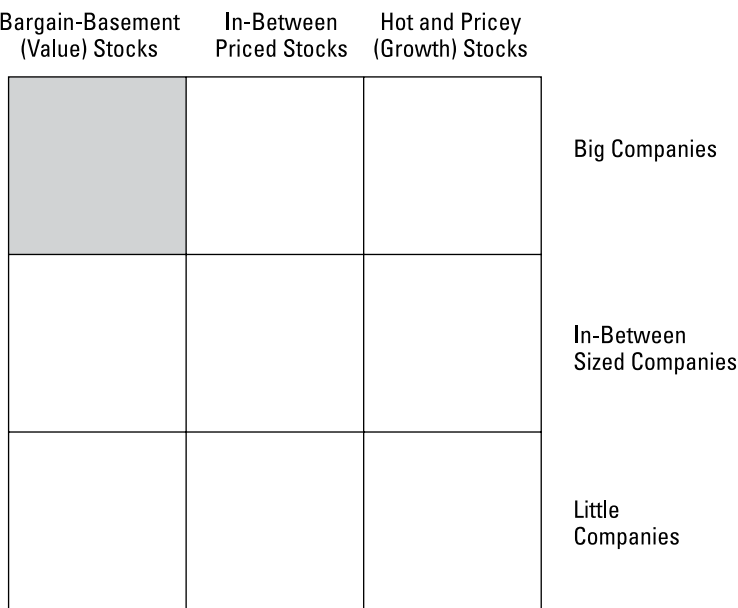 Bargain-Basement
(Value) Stocks
In-Between
Priced Stocks
Hot and Pricey
(Growth) Stocks
Big Companies
In-Between
Sized Companies
Little
Companies